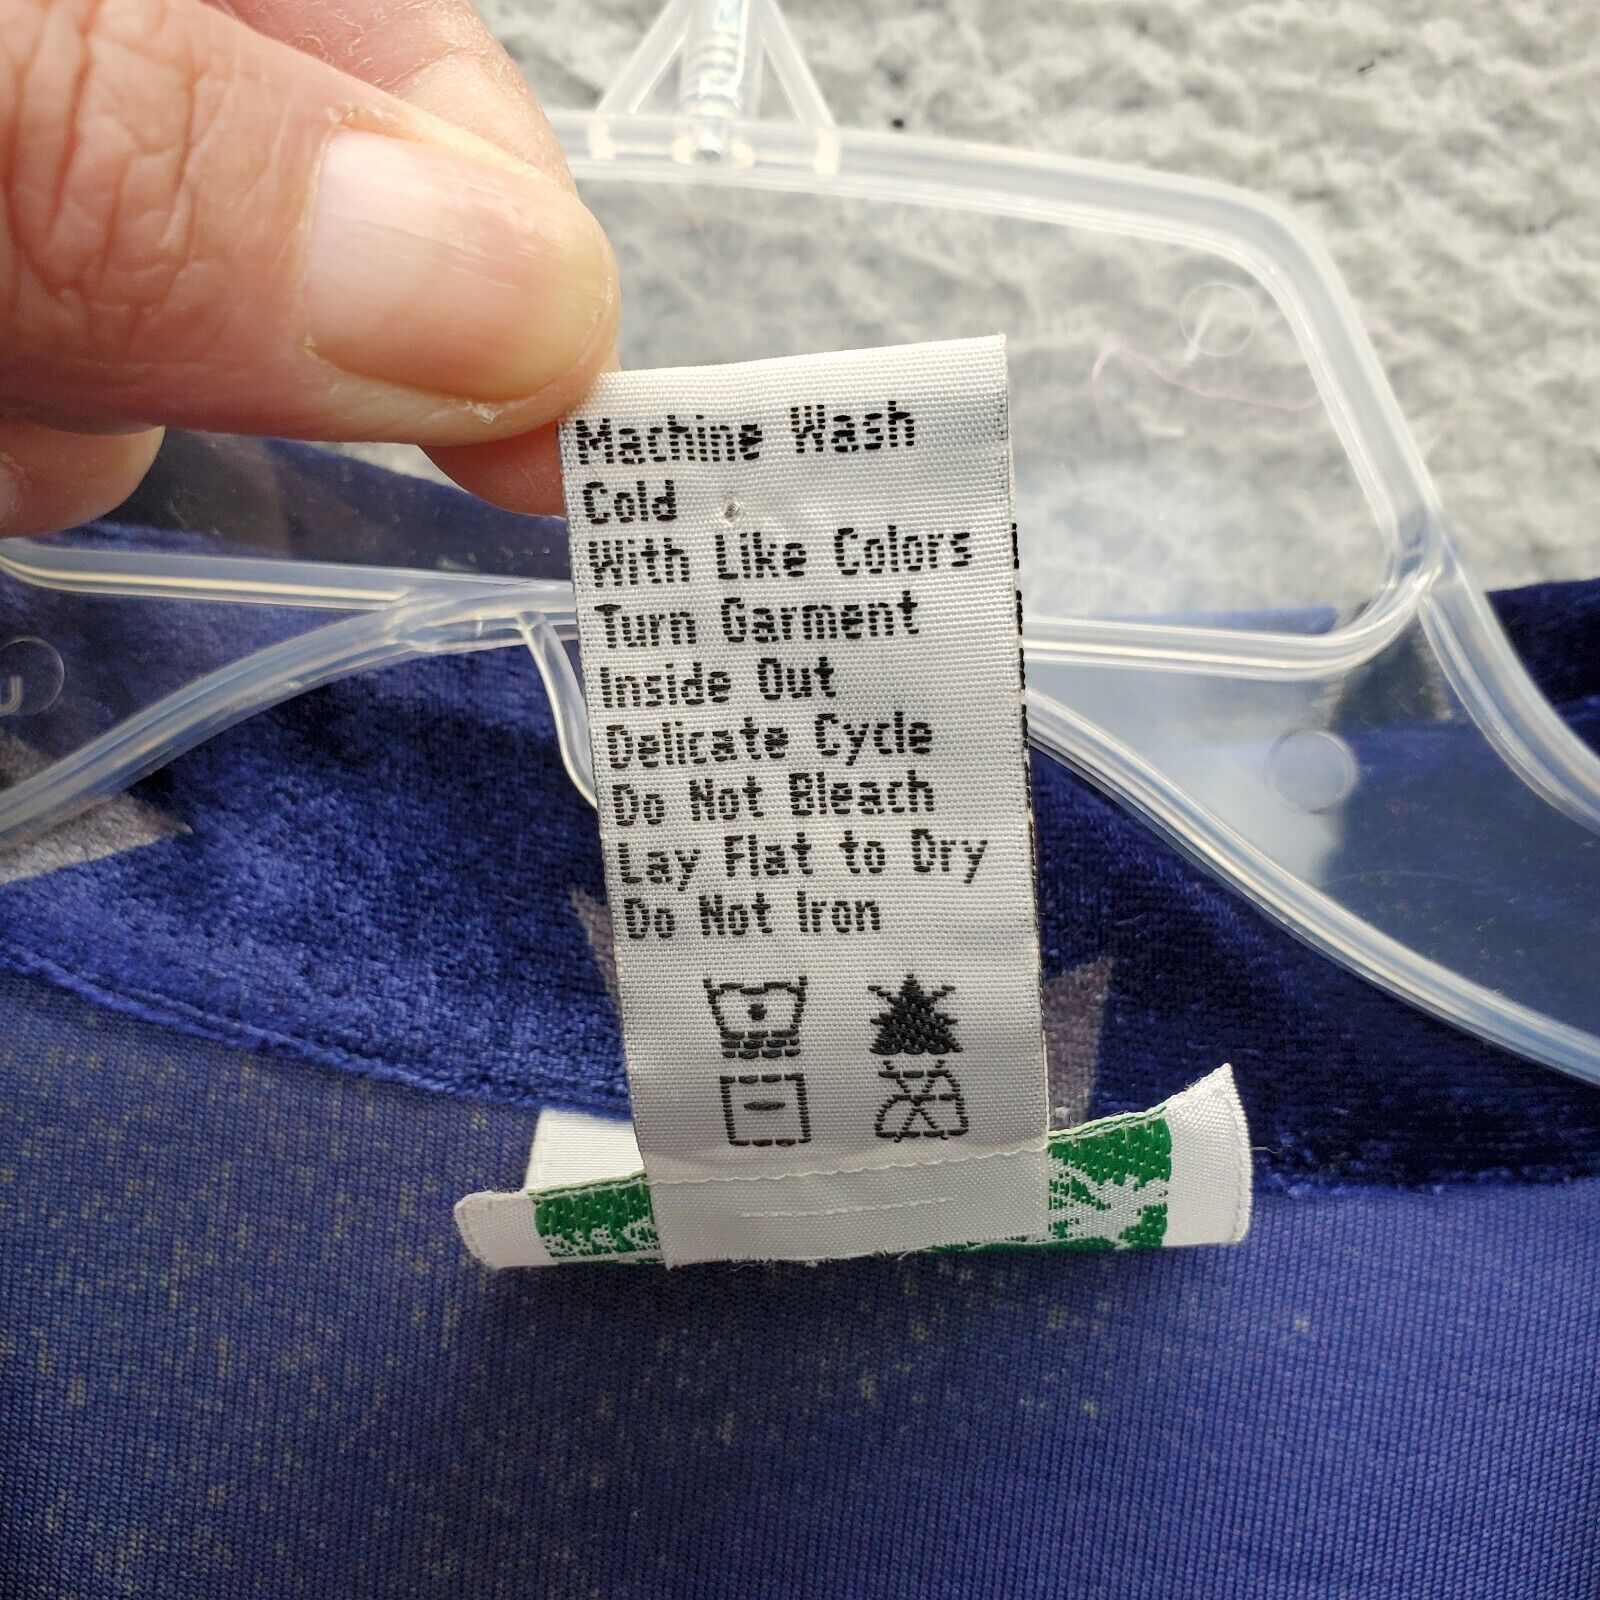 Machine Wash
Cold
With Like Colors
Turn Garment
Inside Out
Delicate Cycle
Do Not Bleach
Lay Flat to Dry
Do Not Iron